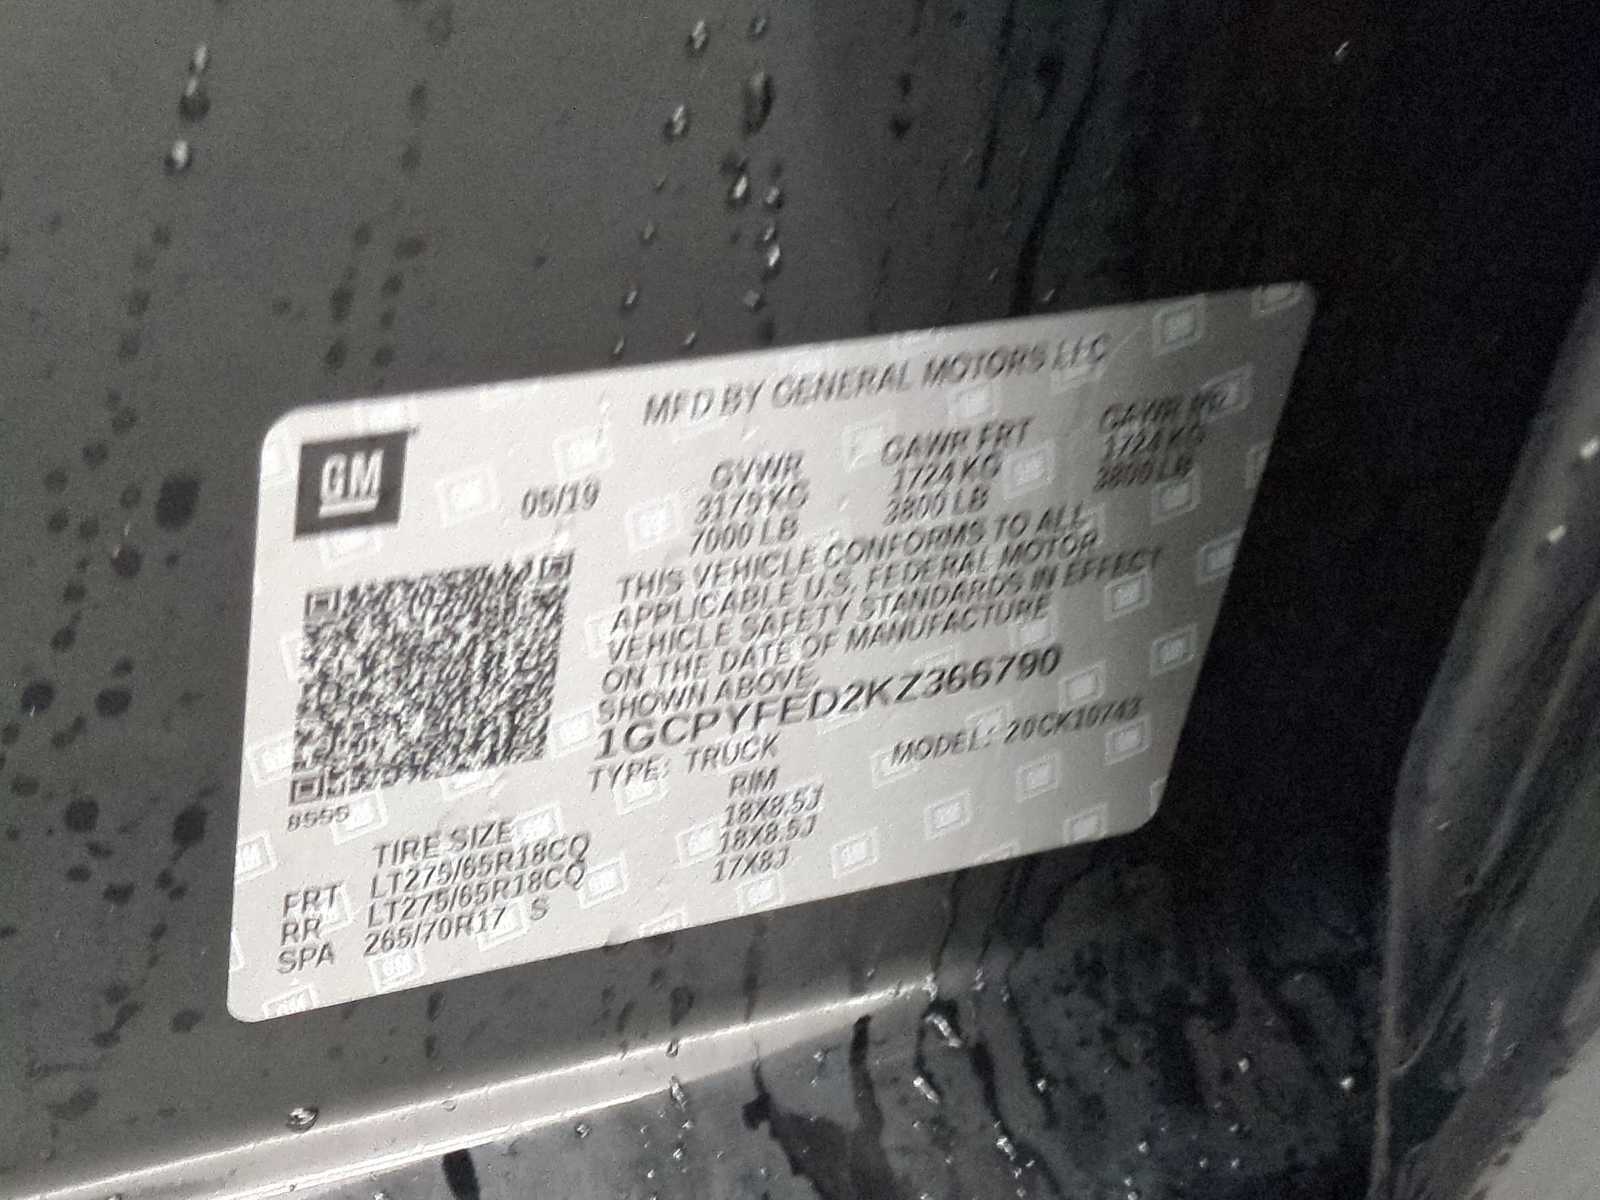 MFD BY GENERAL MOTORS LLC
GM
05/19
GVWR GAWR FRT GAWR RR
3175 KG 1724 KG 1724 KG
7000 LB 3800 LB 3800 LB
THIS VEHICLE CONFORMS TO ALL
APPLICABLE U.S. FEDERAL MOTOR
VEHICLE SAFETY STANDARDS IN EFFECT
ON THE DATE OF MANUFACTURE
SHOWN ABOVE.
1GCPYFED2KZ366790
TYPE: TRUCK MODEL: 20CK10743
8555
TIRE SIZE RIM
FRT LT275/65R18CQ 18X8.5J
RR LT275/65R18CQ 18X8.5J
SPA 265/70R17 S 17X8J